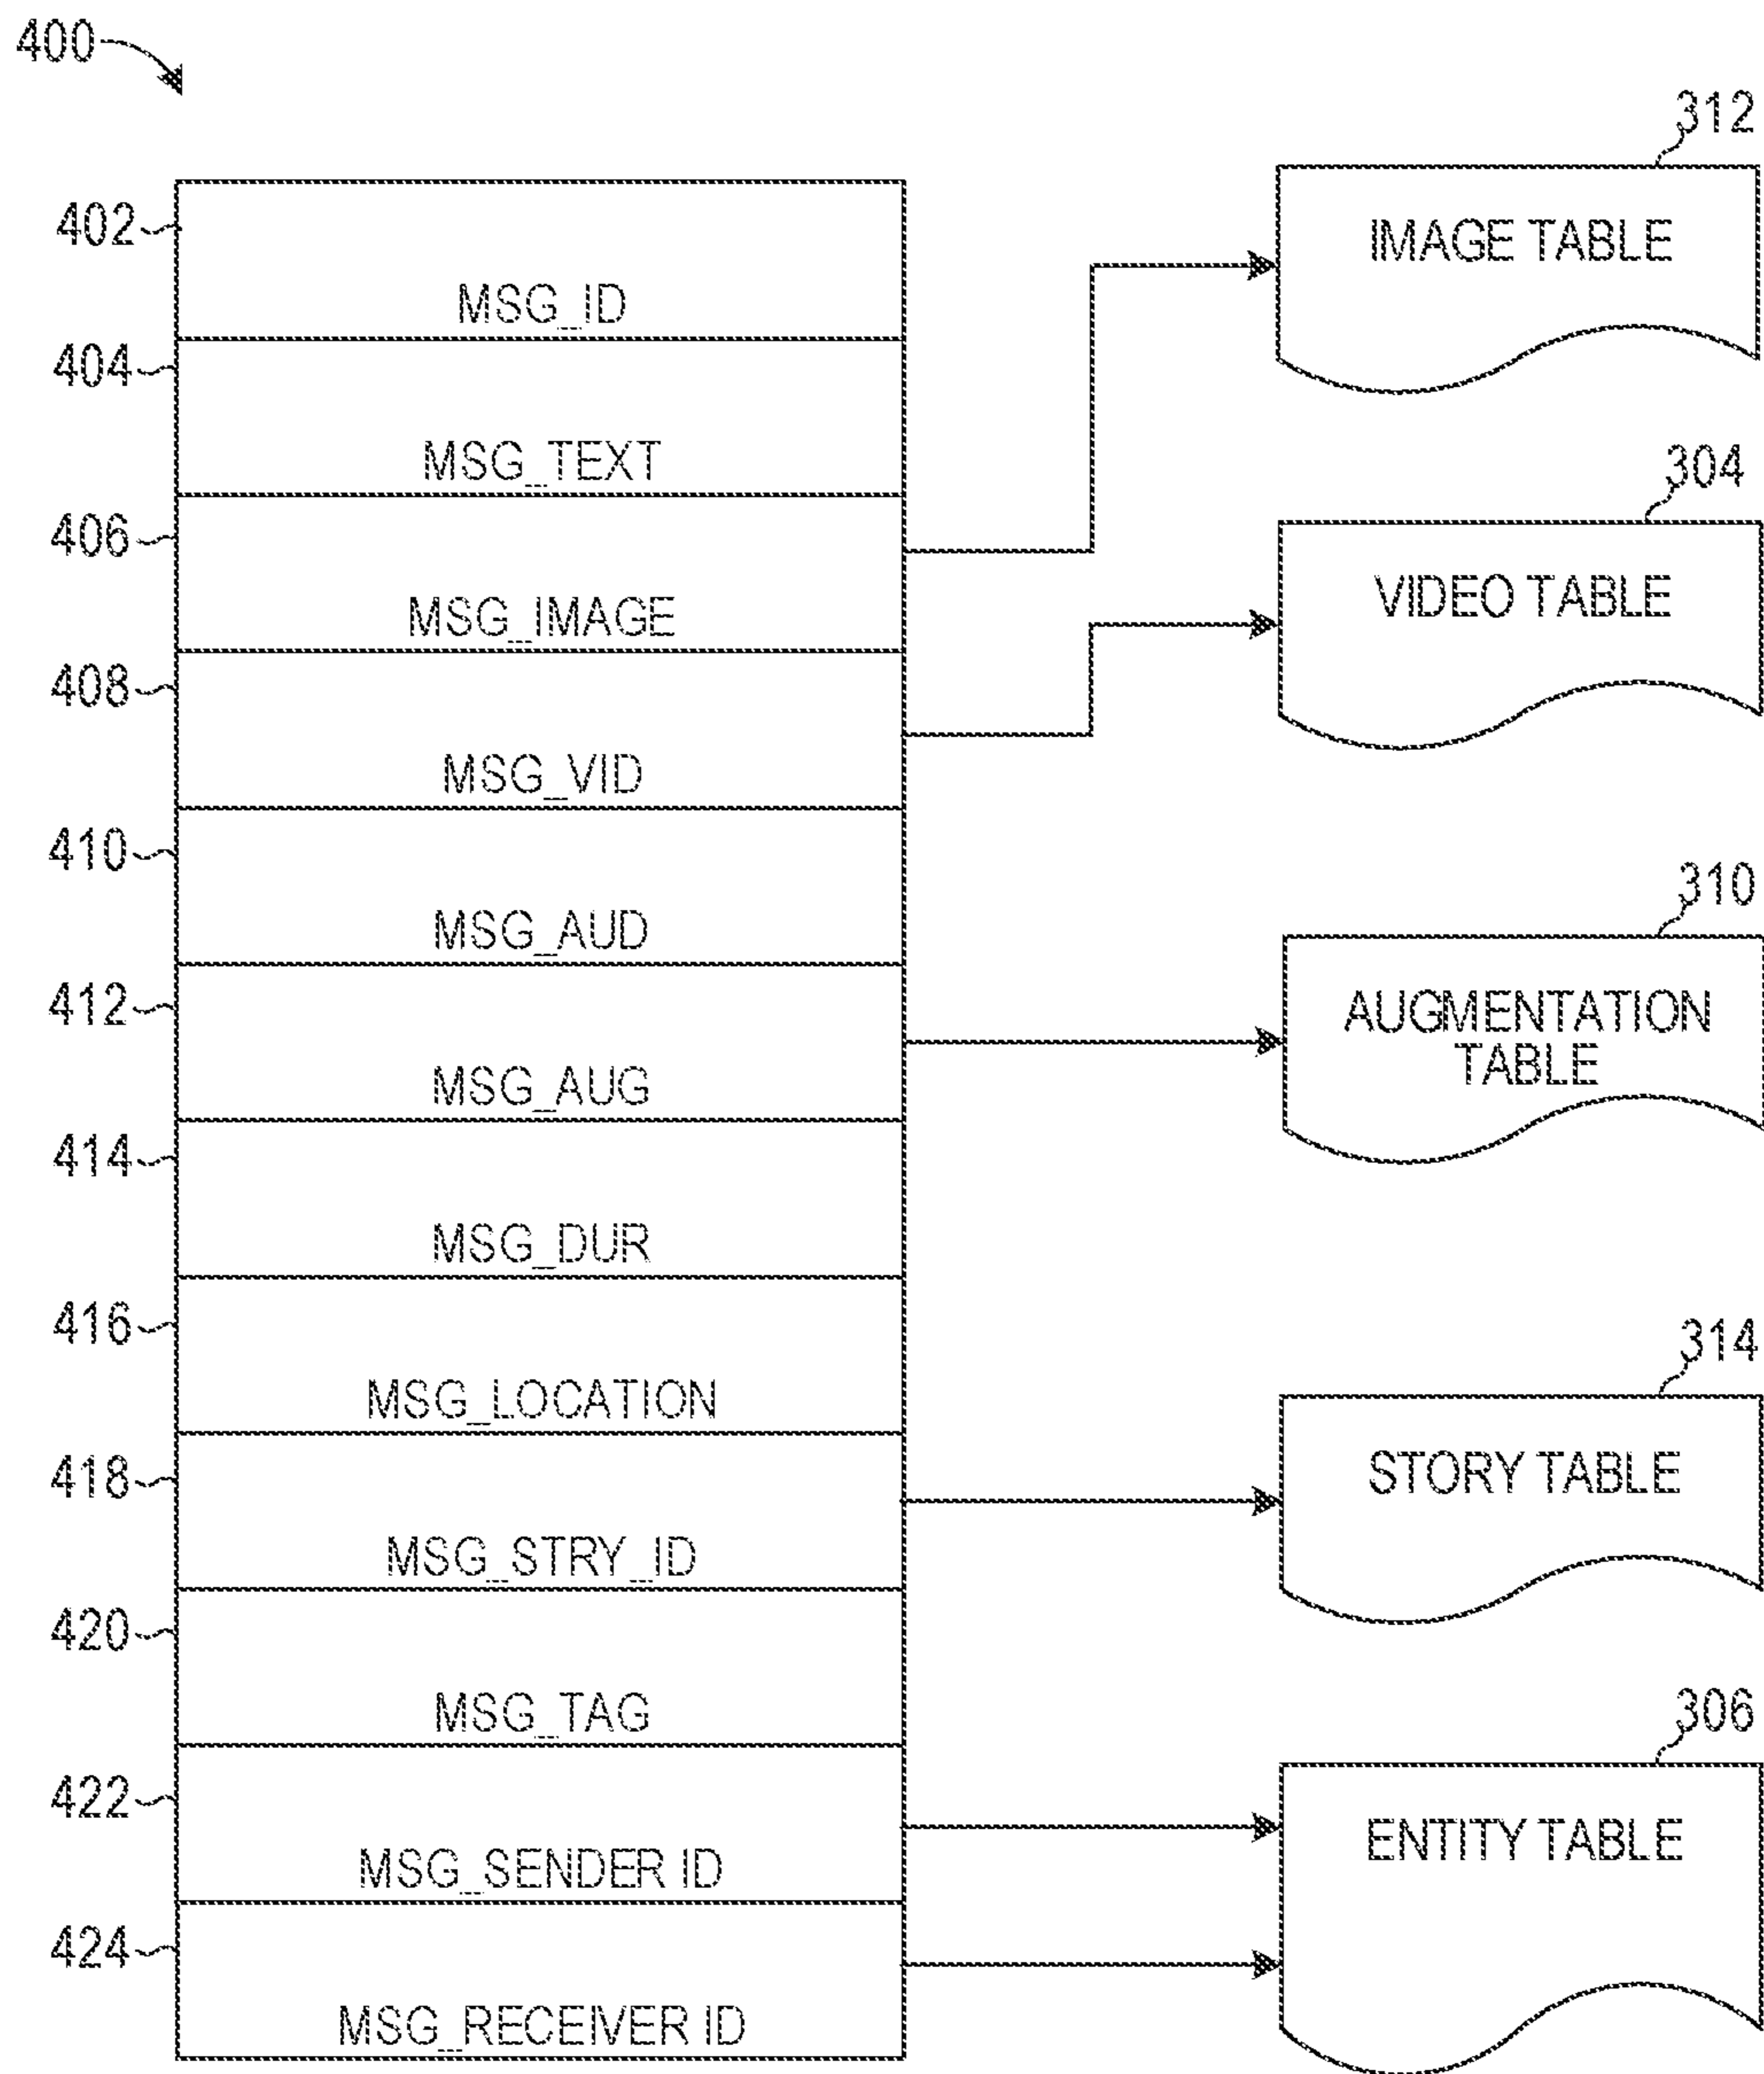 400
402
MSG_ID
404
MSG_TEXT
406
MSG_IMAGE
408
MSG_VID
410
MSG_AUD
412
MSG_AUG
414
MSG_DUR
416
MSG_LOCATION
418
MSG_STRY_ID
420
MSG_TAG
422
MSG_SENDER ID
424
MSG_RECEIVER ID
312
IMAGE TABLE
304
VIDEO TABLE
310
AUGMENTATION
TABLE
314
STORY TABLE
306
ENTITY TABLE